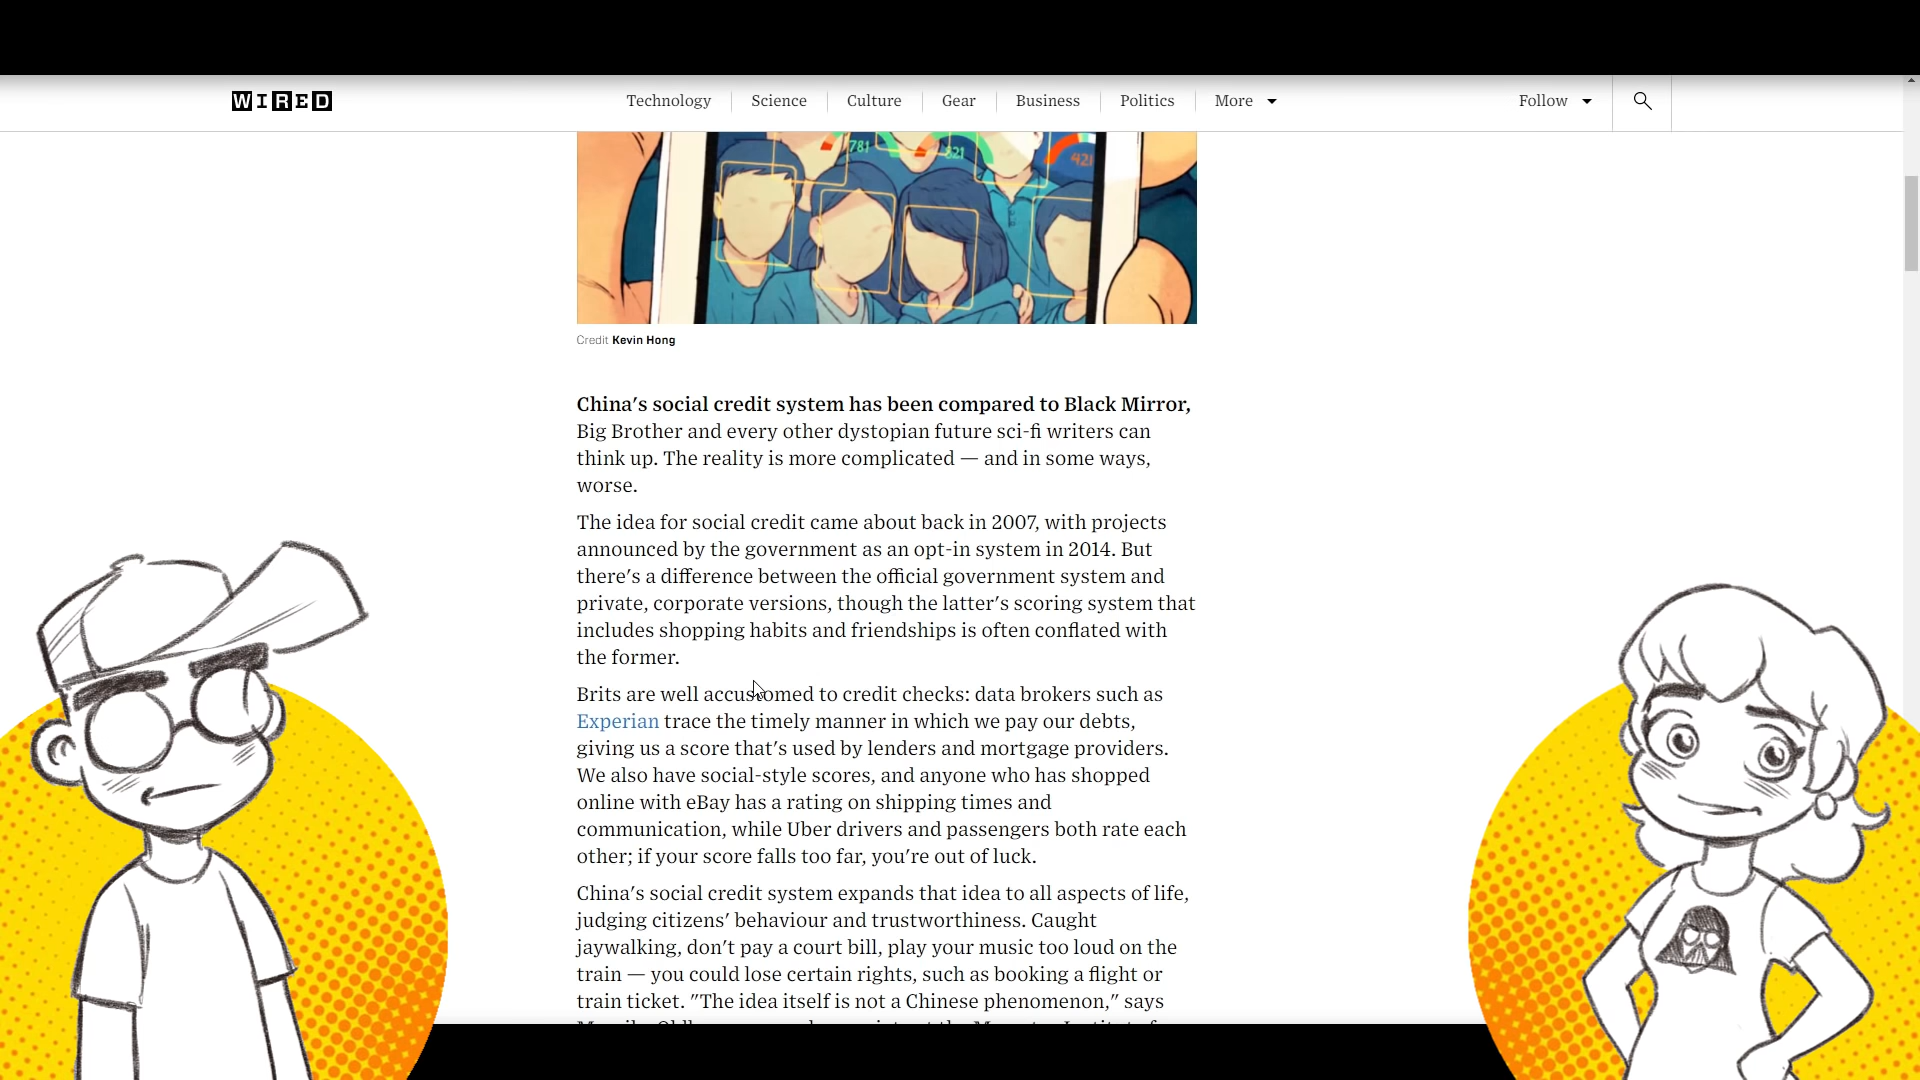 WIRED
Technology Science Culture Gear Business Politics More Follow
781 821 421
Credit Kevin Hong
China's social credit system has been compared to Black Mirror,
Big Brother and every other dystopian future sci-fi writers can
think up. The reality is more complicated — and in some ways,
worse.
The idea for social credit came about back in 2007, with projects
announced by the government as an opt-in system in 2014. But
there's a difference between the official government system and
private, corporate versions, though the latter's scoring system that
includes shopping habits and friendships is often conflated with
the former.
Brits are well accustomed to credit checks: data brokers such as
Experian trace the timely manner in which we pay our debts,
giving us a score that's used by lenders and mortgage providers.
We also have social-style scores, and anyone who has shopped
online with eBay has a rating on shipping times and
communication, while Uber drivers and passengers both rate each
other; if your score falls too far, you're out of luck.
China's social credit system expands that idea to all aspects of life,
judging citizens' behaviour and trustworthiness. Caught
jaywalking, don't pay a court bill, play your music too loud on the
train — you could lose certain rights, such as booking a flight or
train ticket. "The idea itself is not a Chinese phenomenon," says